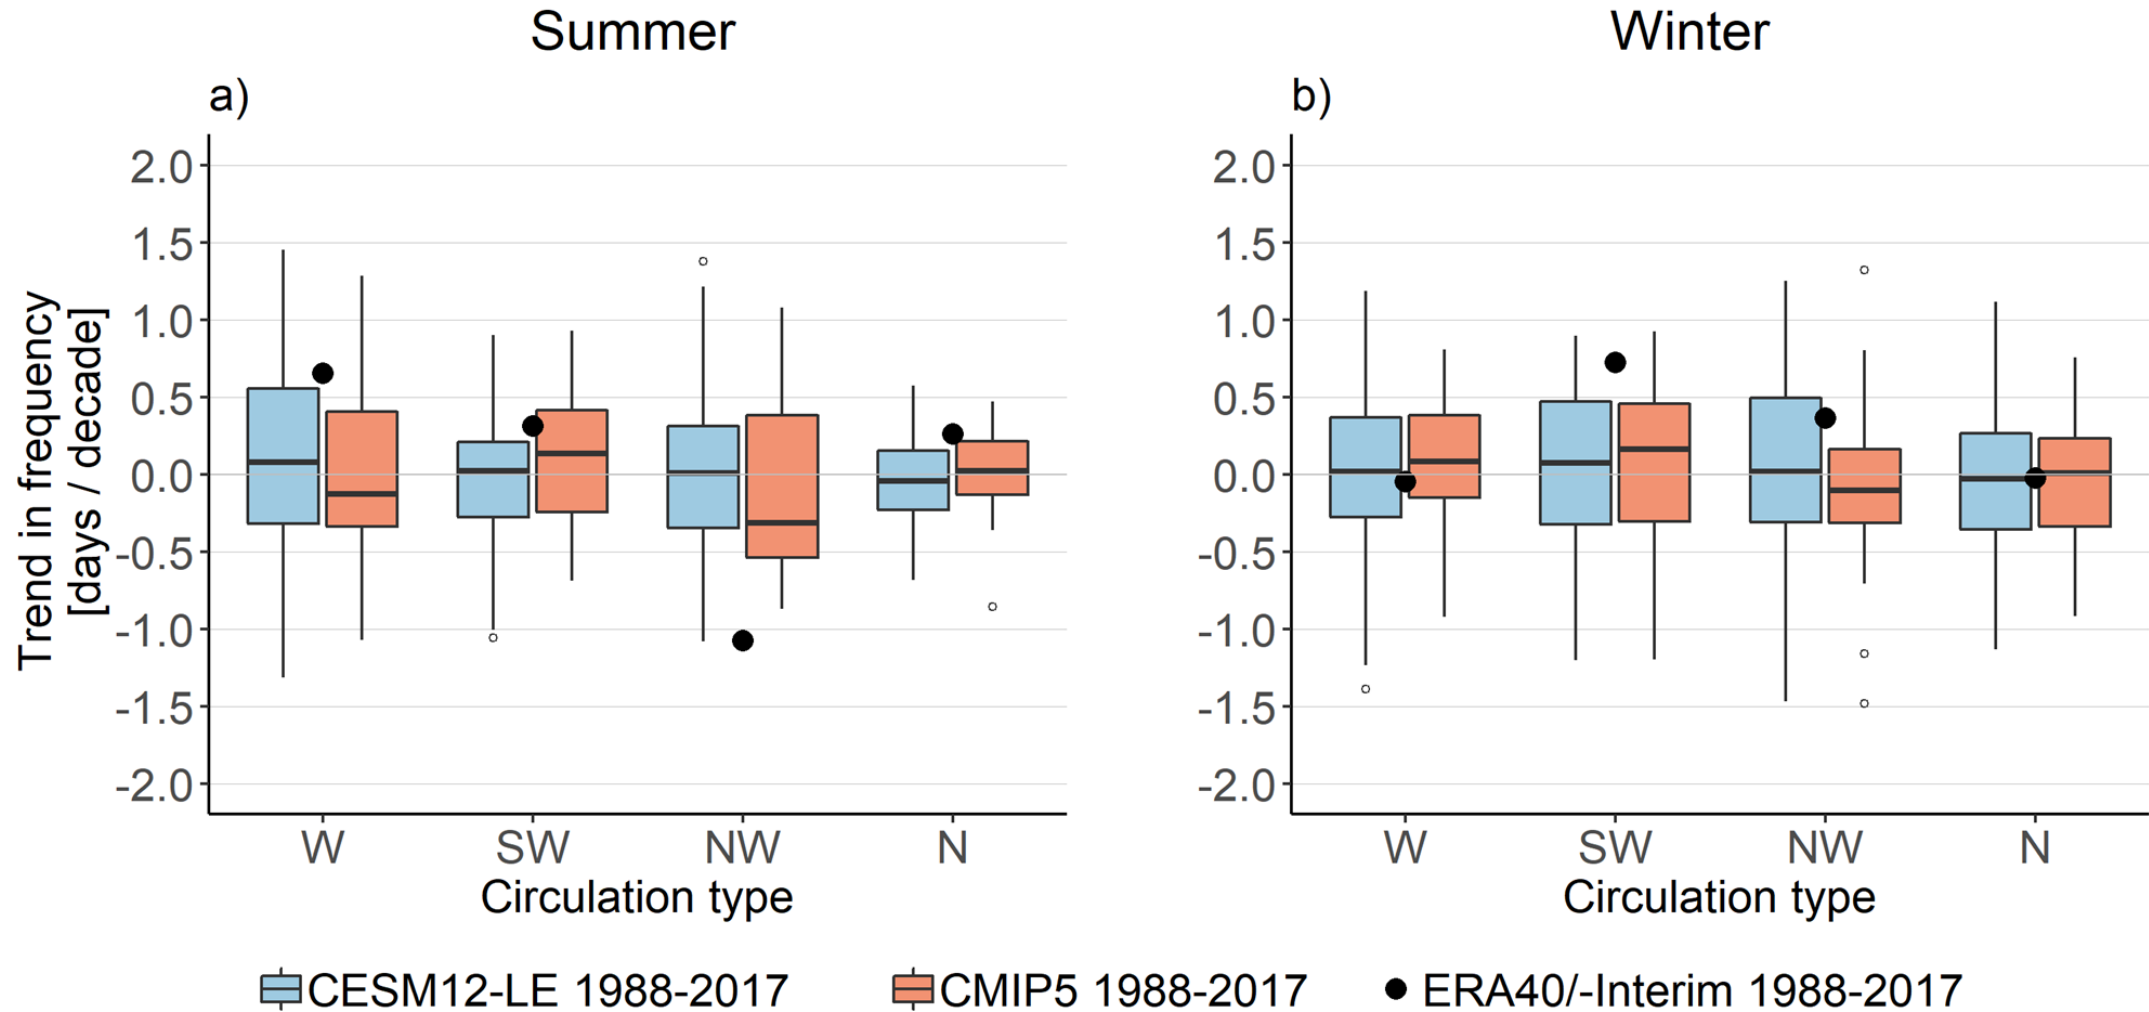 Summer
Winter
a)
b)
Trend in frequency
[days / decade]
2.0
1.5
1.0
0.5
0.0
-0.5
-1.0
-1.5
-2.0
W SW NW N
Circulation type
2.0
1.5
1.0
0.5
0.0
-0.5
-1.0
-1.5
-2.0
W SW NW N
Circulation type
CESM12-LE 1988-2017 CMIP5 1988-2017 ERA40/-Interim 1988-2017